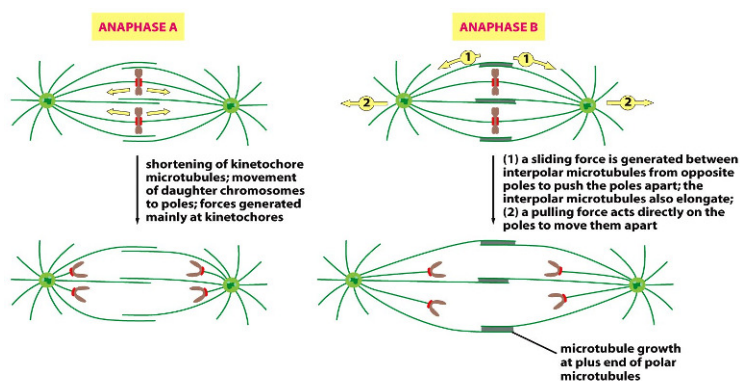 ANAPHASE A
shortening of kinetochore
microtubules; movement
of daughter chromosomes
to poles; forces generated
mainly at kinetochores
ANAPHASE B
1
1
2
2
(1) a sliding force is generated between
interpolar microtubules from opposite
poles to push the poles apart; the
interpolar microtubules also elongate;
(2) a pulling force acts directly on the
poles to move them apart
microtubule growth
at plus end of polar
microtubules